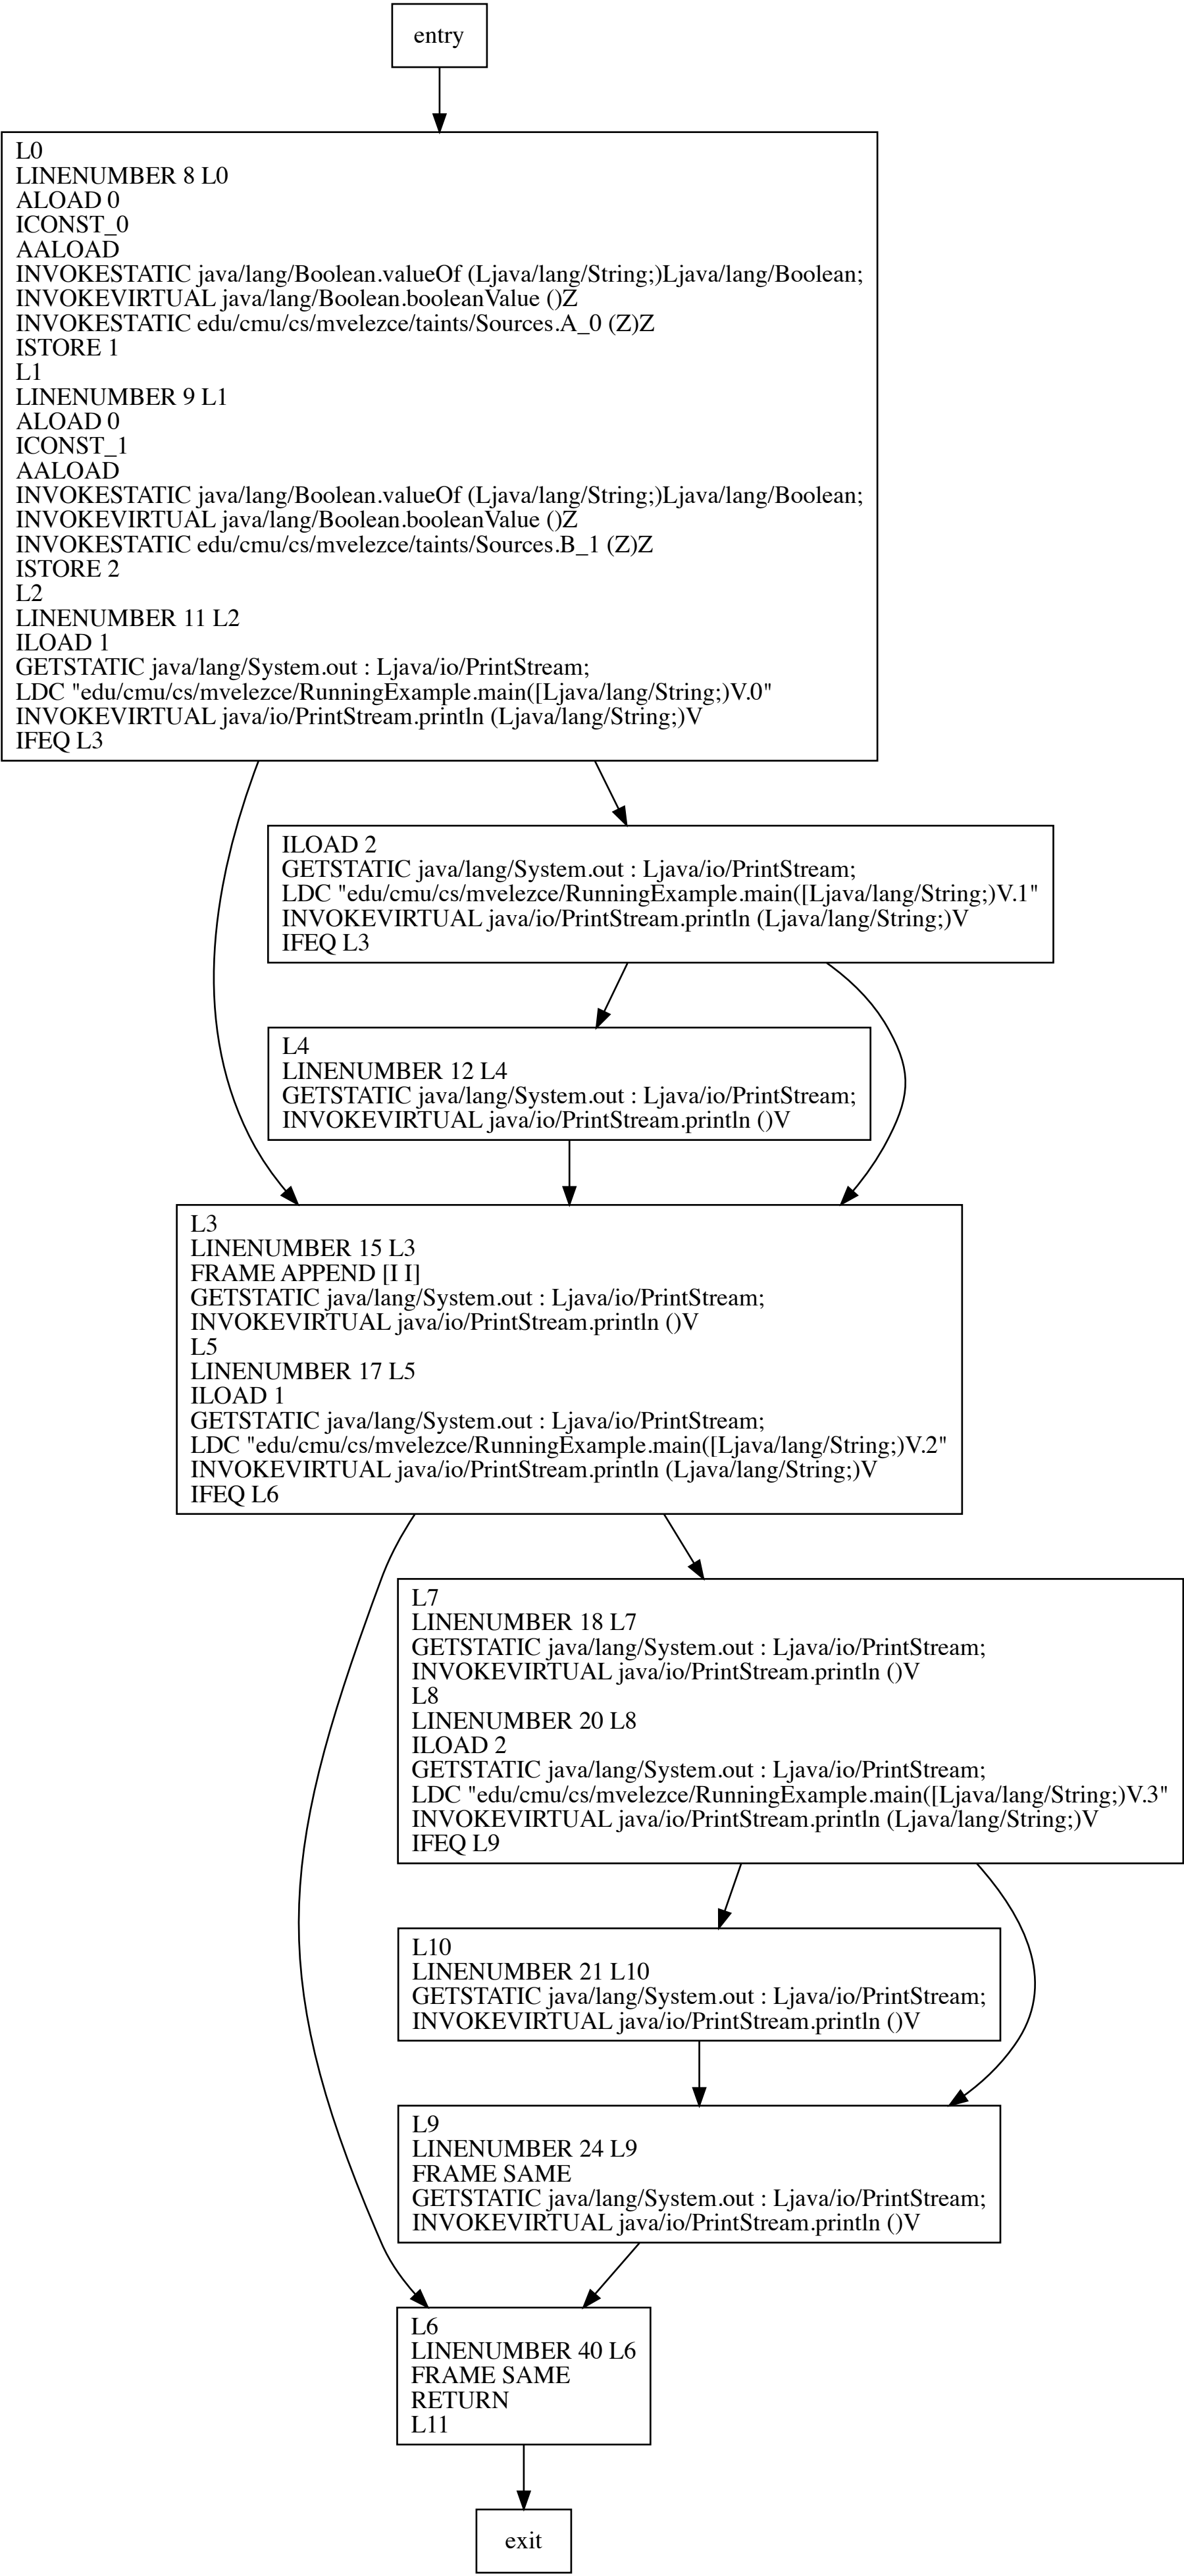 entry
L0
LINENUMBER 8 L0
ALOAD 0
ICONST_0
AALOAD
INVOKESTATIC java/lang/Boolean.valueOf (Ljava/lang/String;)Ljava/lang/Boolean;
INVOKEVIRTUAL java/lang/Boolean.booleanValue ()Z
INVOKESTATIC edu/cmu/cs/mvelezce/taints/Sources.A_0 (Z)Z
ISTORE 1
L1
LINENUMBER 9 L1
ALOAD 0
ICONST_1
AALOAD
INVOKESTATIC java/lang/Boolean.valueOf (Ljava/lang/String;)Ljava/lang/Boolean;
INVOKEVIRTUAL java/lang/Boolean.booleanValue ()Z
INVOKESTATIC edu/cmu/cs/mvelezce/taints/Sources.B_1 (Z)Z
ISTORE 2
L2
LINENUMBER 11 L2
ILOAD 1
GETSTATIC java/lang/System.out : Ljava/io/PrintStream;
LDC "edu/cmu/cs/mvelezce/RunningExample.main([Ljava/lang/String;)V.0"
INVOKEVIRTUAL java/io/PrintStream.println (Ljava/lang/String;)V
IFEQ L3
ILOAD 2
GETSTATIC java/lang/System.out : Ljava/io/PrintStream;
LDC "edu/cmu/cs/mvelezce/RunningExample.main([Ljava/lang/String;)V.1"
INVOKEVIRTUAL java/io/PrintStream.println (Ljava/lang/String;)V
IFEQ L3
L4
LINENUMBER 12 L4
GETSTATIC java/lang/System.out : Ljava/io/PrintStream;
INVOKEVIRTUAL java/io/PrintStream.println ()V
L3
LINENUMBER 15 L3
FRAME APPEND [I I]
GETSTATIC java/lang/System.out : Ljava/io/PrintStream;
INVOKEVIRTUAL java/io/PrintStream.println ()V
L5
LINENUMBER 17 L5
ILOAD 1
GETSTATIC java/lang/System.out : Ljava/io/PrintStream;
LDC "edu/cmu/cs/mvelezce/RunningExample.main([Ljava/lang/String;)V.2"
INVOKEVIRTUAL java/io/PrintStream.println (Ljava/lang/String;)V
IFEQ L6
L7
LINENUMBER 18 L7
GETSTATIC java/lang/System.out : Ljava/io/PrintStream;
INVOKEVIRTUAL java/io/PrintStream.println ()V
L8
LINENUMBER 20 L8
ILOAD 2
GETSTATIC java/lang/System.out : Ljava/io/PrintStream;
LDC "edu/cmu/cs/mvelezce/RunningExample.main([Ljava/lang/String;)V.3"
INVOKEVIRTUAL java/io/PrintStream.println (Ljava/lang/String;)V
IFEQ L9
L10
LINENUMBER 21 L10
GETSTATIC java/lang/System.out : Ljava/io/PrintStream;
INVOKEVIRTUAL java/io/PrintStream.println ()V
L9
LINENUMBER 24 L9
FRAME SAME
GETSTATIC java/lang/System.out : Ljava/io/PrintStream;
INVOKEVIRTUAL java/io/PrintStream.println ()V
L6
LINENUMBER 40 L6
FRAME SAME
RETURN
L11
exit